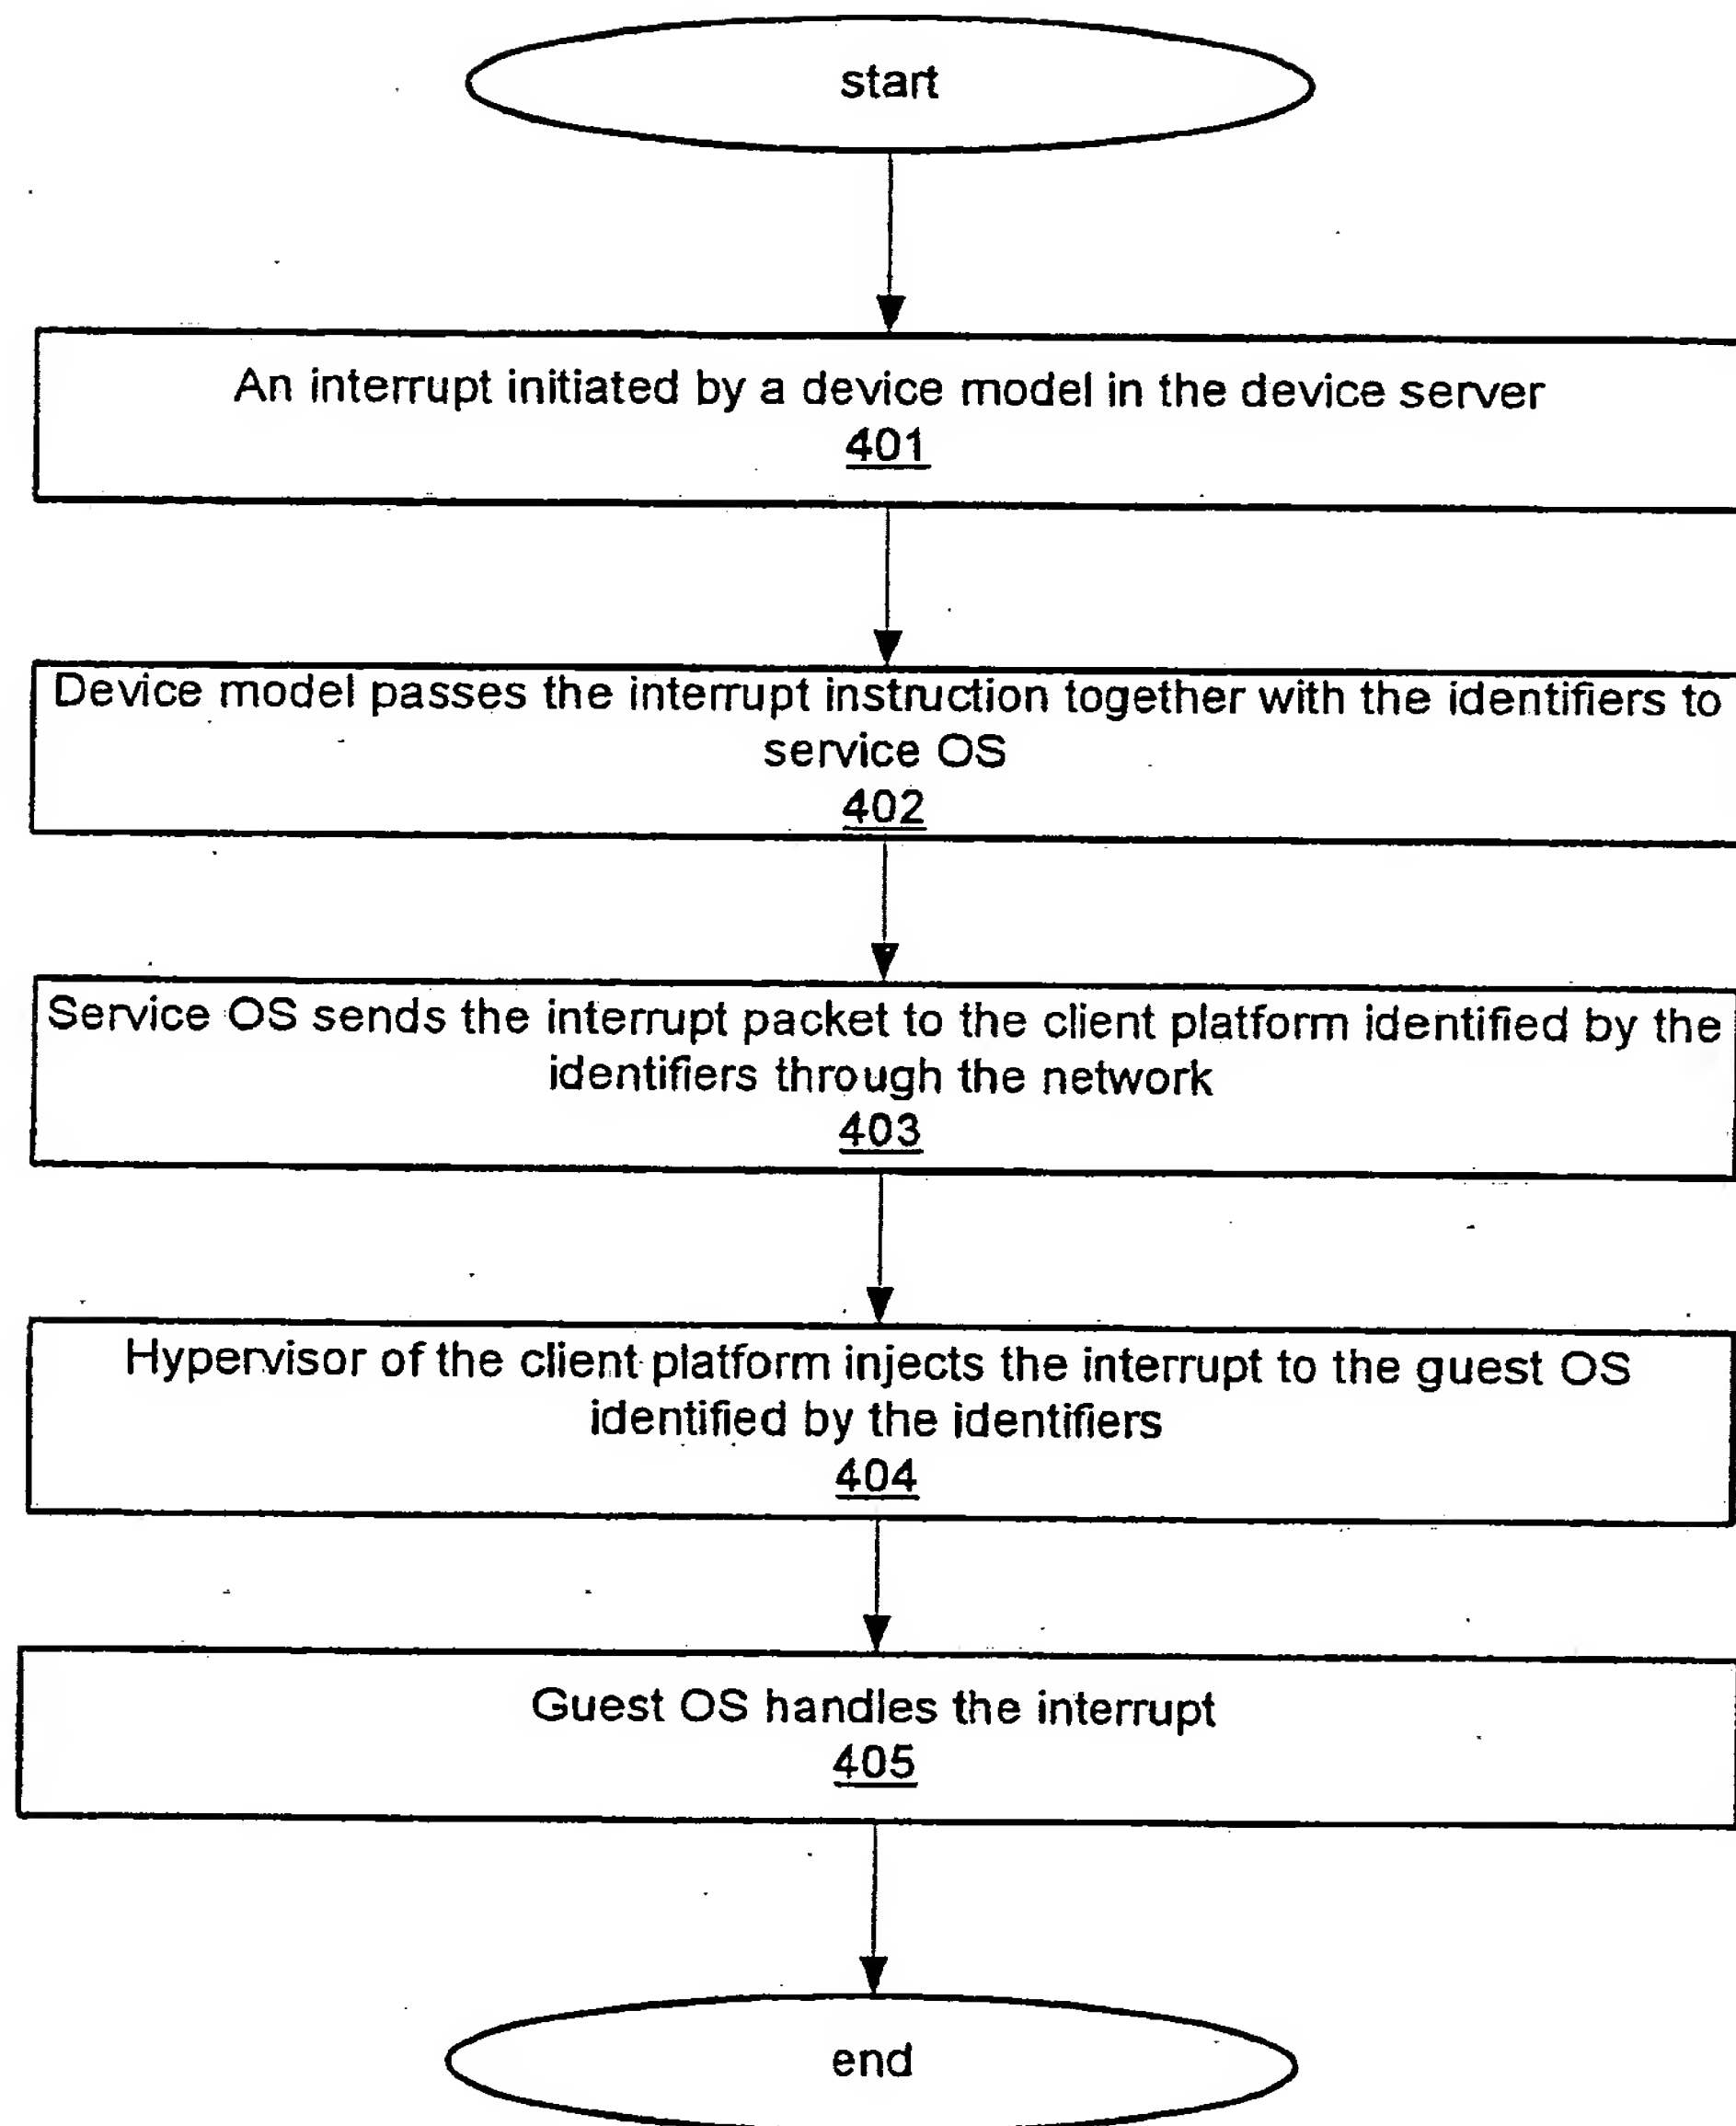 start
An interrupt initiated by a device model in the device server
401
Device model passes the interrupt instruction together with the identifiers to
service OS
402
Service OS sends the interrupt packet to the client platform identified by the
identifiers through the network
403
Hypervisor of the client platform injects the interrupt to the guest OS
identified by the identifiers
404
Guest OS handles the interrupt
405
end